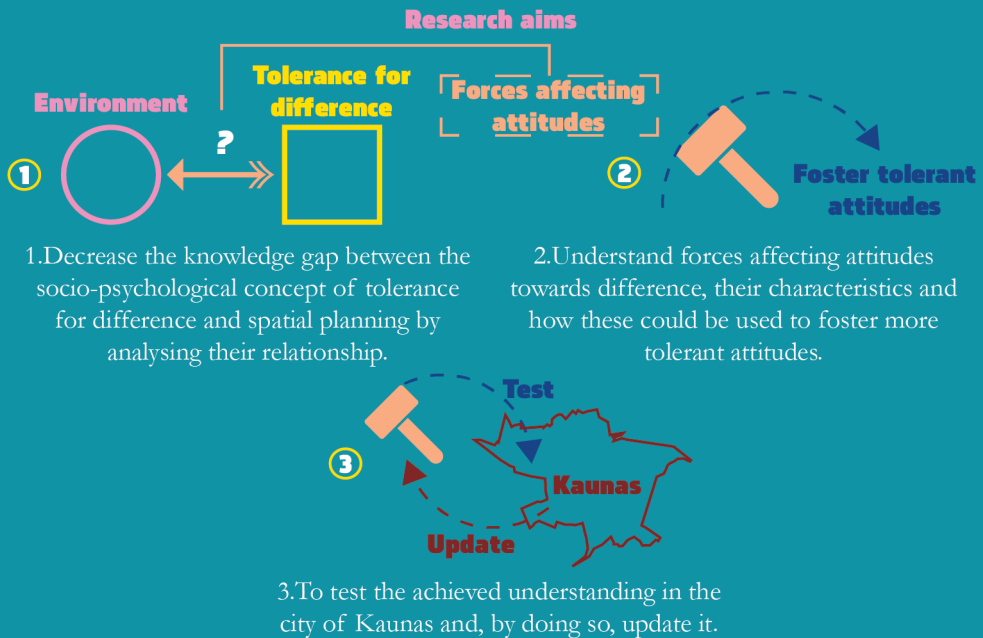 Research aims
Environment
Tolerance for
difference
Forces affecting
attitudes
?
1
2
Foster tolerant
attitudes
1.Decrease the knowledge gap between the
socio-psychological concept of tolerance
for difference and spatial planning by
analysing their relationship.
2.Understand forces affecting attitudes
towards difference, their characteristics and
how these could be used to foster more
tolerant attitudes.
3
Test
Kaunas
Update
3.To test the achieved understanding in the
city of Kaunas and, by doing so, update it.